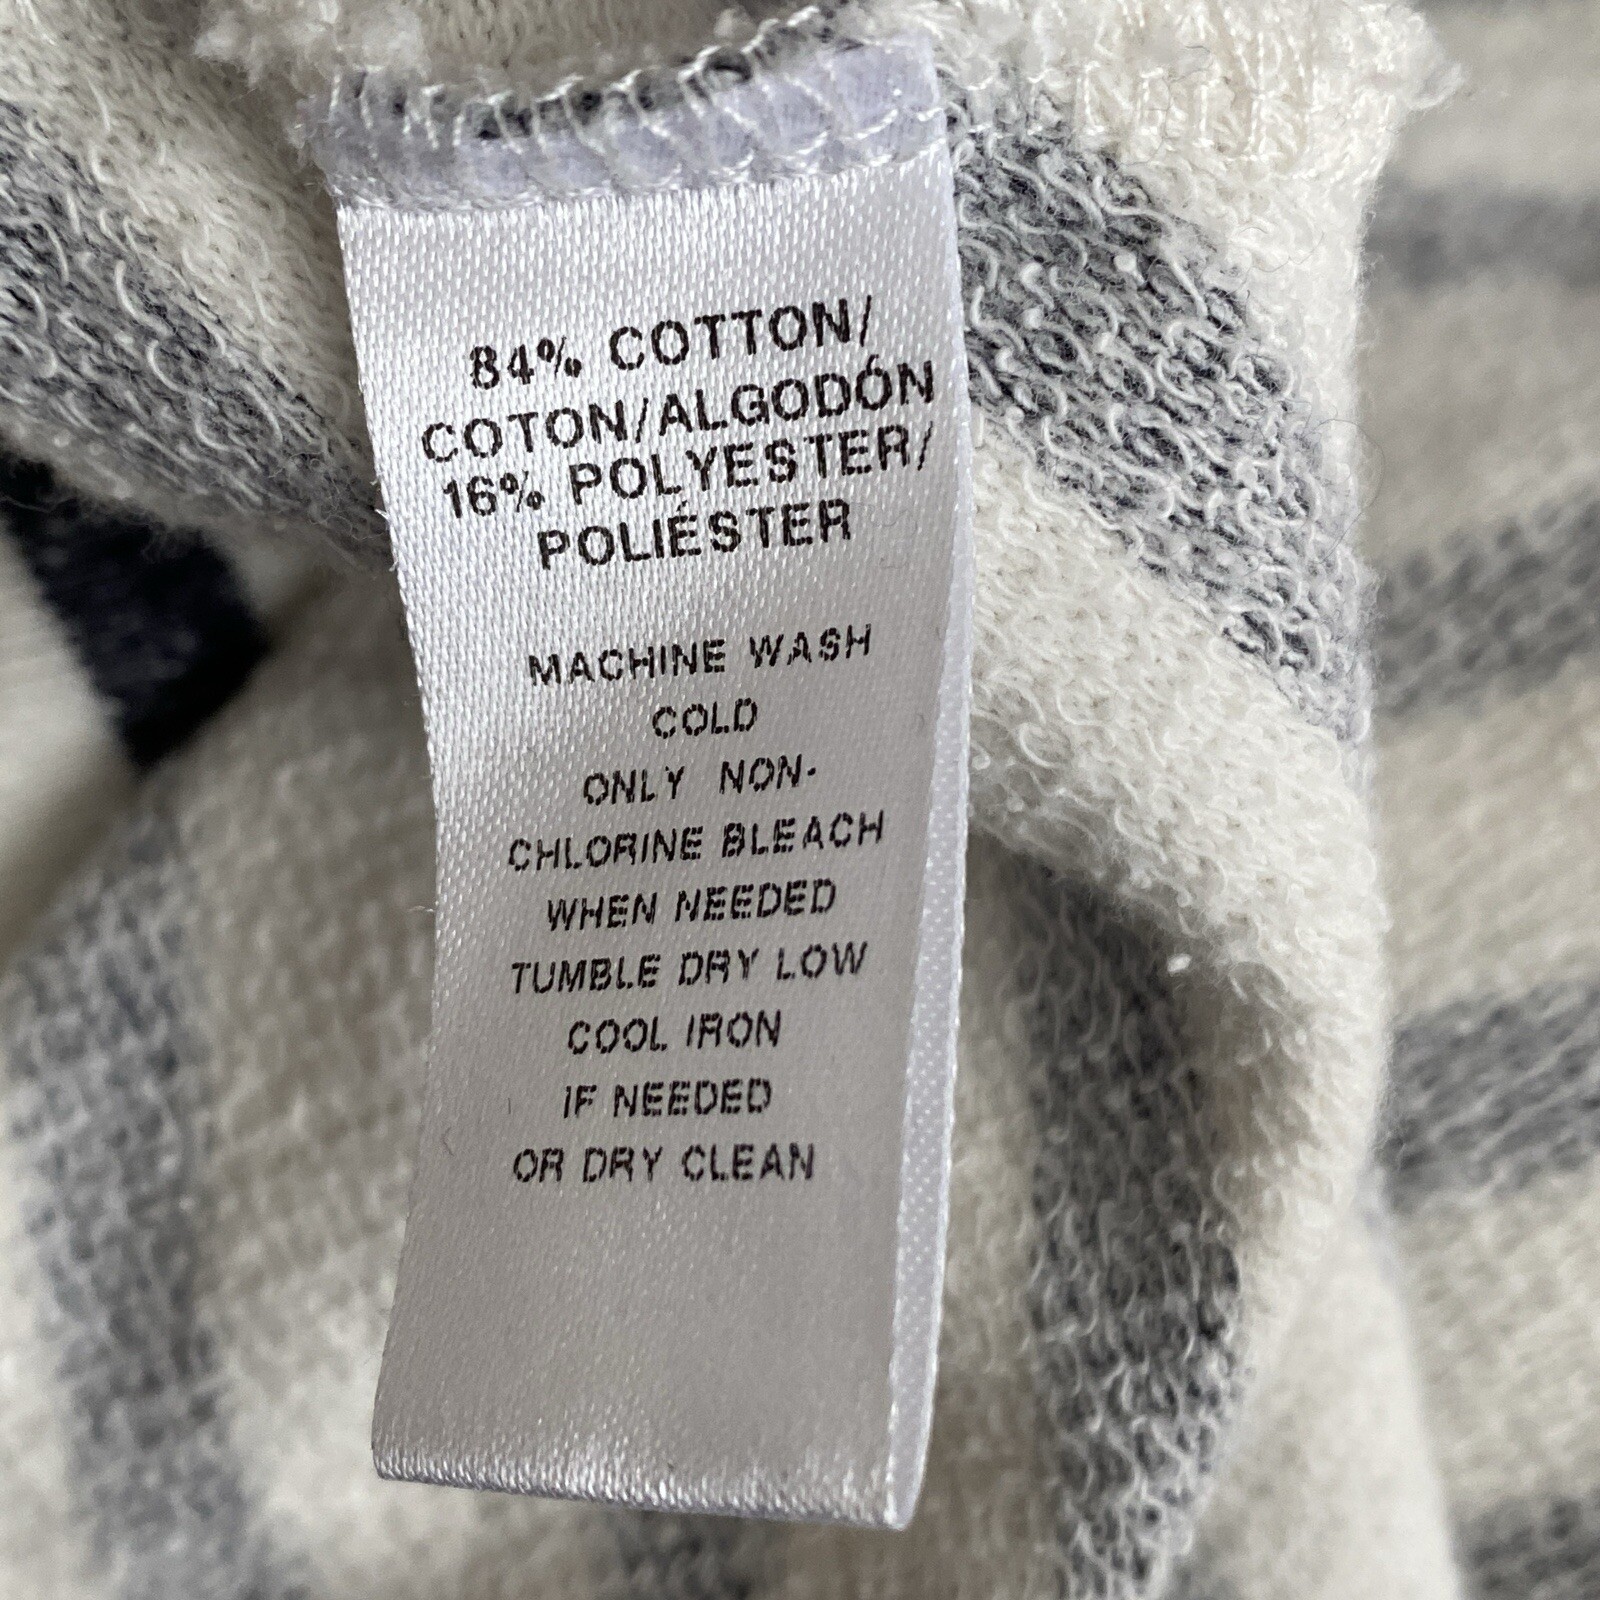 84% COTTON/
COTON/ALGODÓN
16% POLYESTER/
POLIÉSTER
MACHINE WASH
COLD
ONLY NON-
CHLORINE BLEACH
WHEN NEEDED
TUMBLE DRY LOW
COOL IRON
IF NEEDED
OR DRY CLEAN